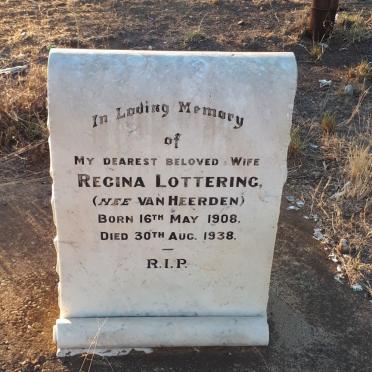 In Loving Memory
of
MY DEAREST BELOVED WIFE
REGINA LOTTERING,
(NEE VAN HEERDEN)
BORN 16TH MAY 1908.
DIED 30TH AUG. 1938.
R.I.P.